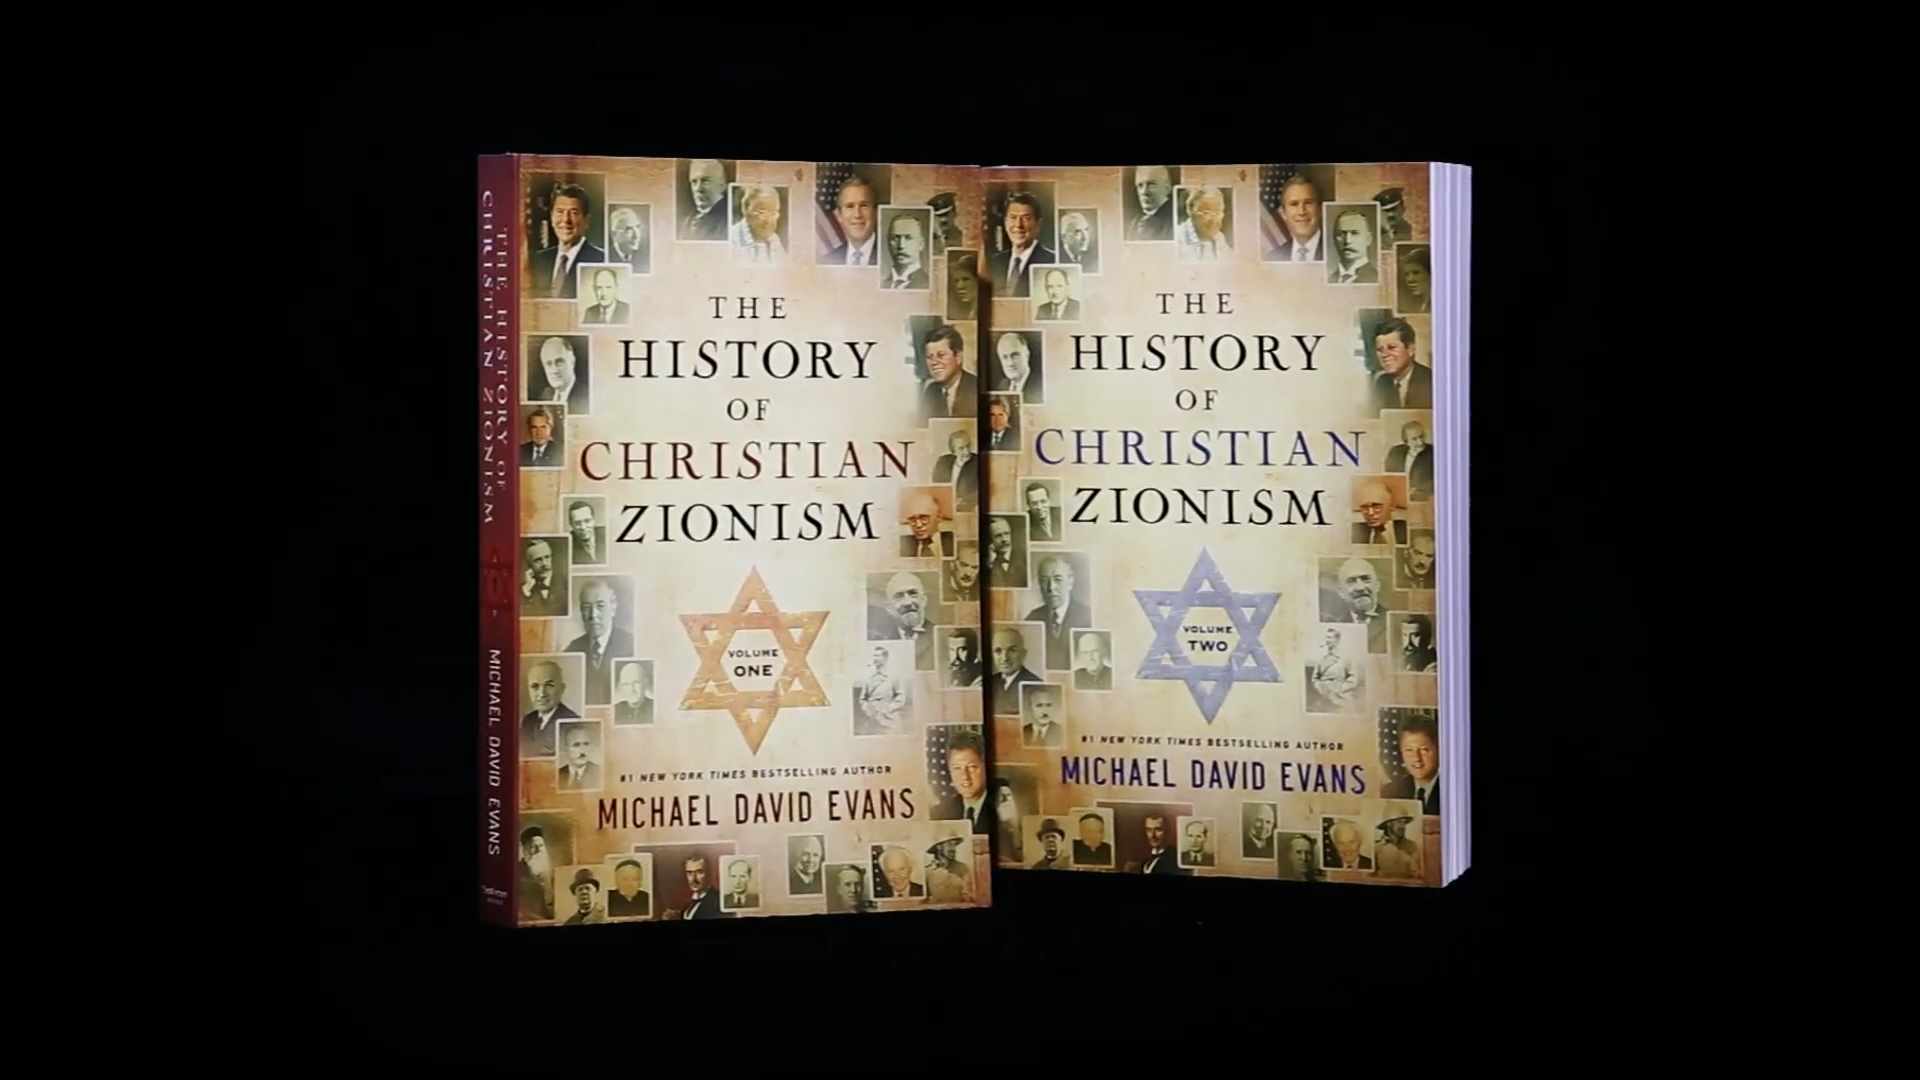 THE HISTORY OF
CHRISTIAN ZIONISM
MICHAEL DAVID EVANS
THE
HISTORY
OF
CHRISTIAN
ZIONISM
VOLUME
ONE
#1 NEW YORK TIMES BESTSELLING AUTHOR
MICHAEL DAVID EVANS
THE
HISTORY
OF
CHRISTIAN
ZIONISM
VOLUME
TWO
#1 NEW YORK TIMES BESTSELLING AUTHOR
MICHAEL DAVID EVANS